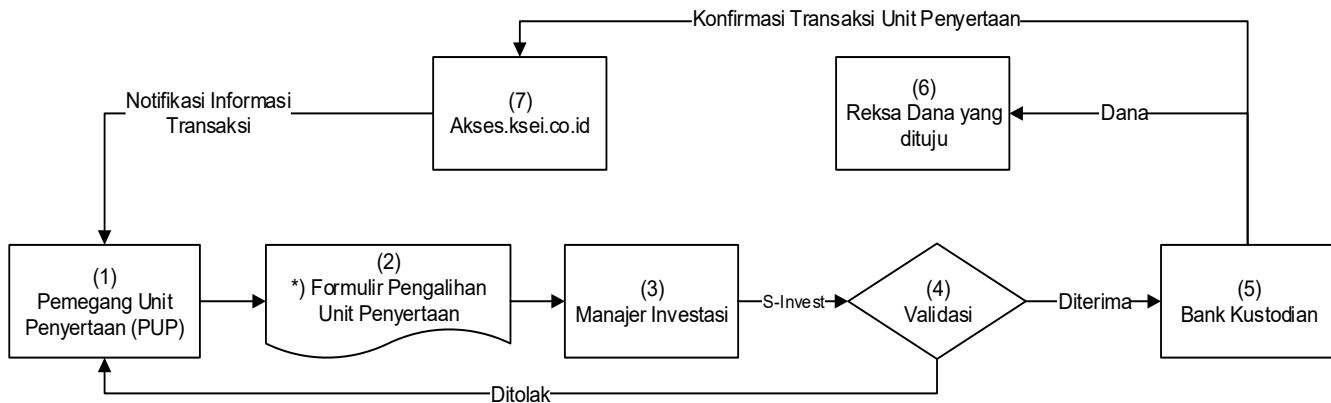 Konfirmasi Transaksi Unit Penyertaan
Notifikasi Informasi
Transaksi
(7)
Akses.ksei.co.id
(6)
Reksa Dana yang
dituju
Dana
(1)
Pemegang Unit
Penyertaan (PUP)
(2)
*) Formulir Pengalihan
Unit Penyertaan
(3)
Manajer Investasi
S-Invest
(4)
Validasi
Diterima
(5)
Bank Kustodian
Ditolak